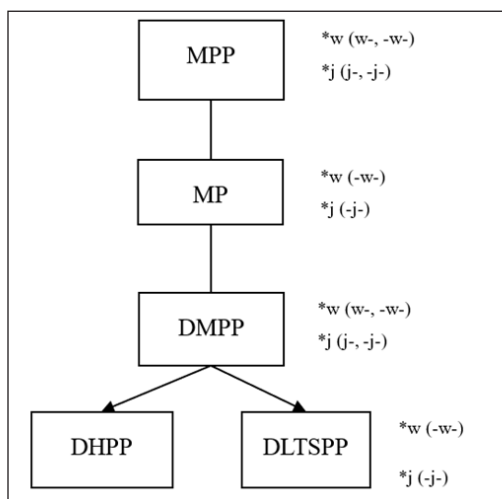 MPP
*w (w-, -w-)
*j (j-, -j-)
MP
*w (-w-)
*j (-j-)
DMPP
*w (w-, -w-)
*j (j-, -j-)
DHPP
DLTSPP
*w (-w-)
*j (-j-)